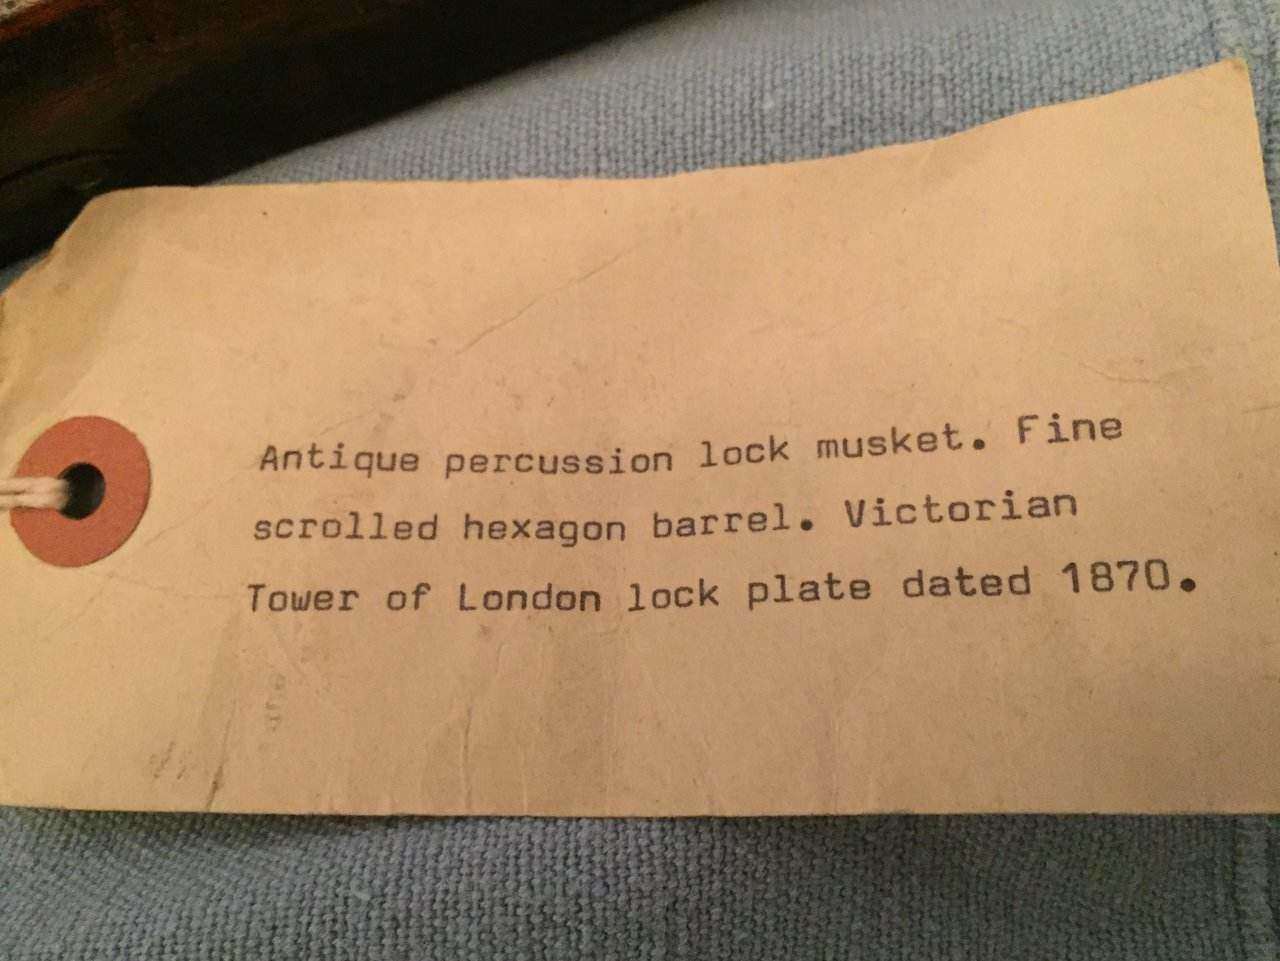 Antique percussion lock musket. Fine
scrolled hexagon barrel. Victorian
Tower of London lock plate dated 1870.